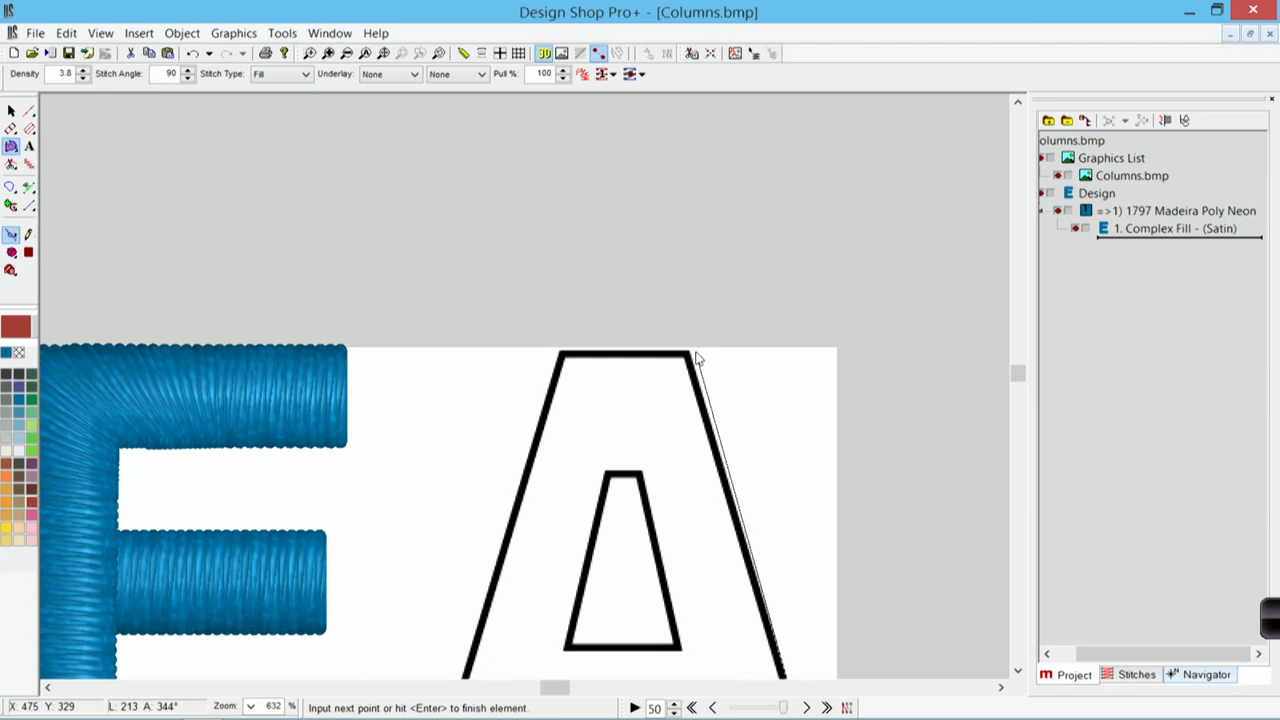 Design Shop Pro+ - [Columns.bmp]
File Edit View Insert Object Graphics Tools Window Help
3D
Density 3.8 Stitch Angle: 90 Stitch Type: Fill Underlay: None None Pull % 100
A
olumns.bmp
Graphics List
Columns.bmp
Design
=>1) 1797 Madeira Poly Neon
E 1. Complex Fill - (Satin)
F A
Project Stitches Navigator
X: 475 Y: 329 L: 213 A: 344° Zoom: 632 % Input next point or hit <Enter> to finish element. 50